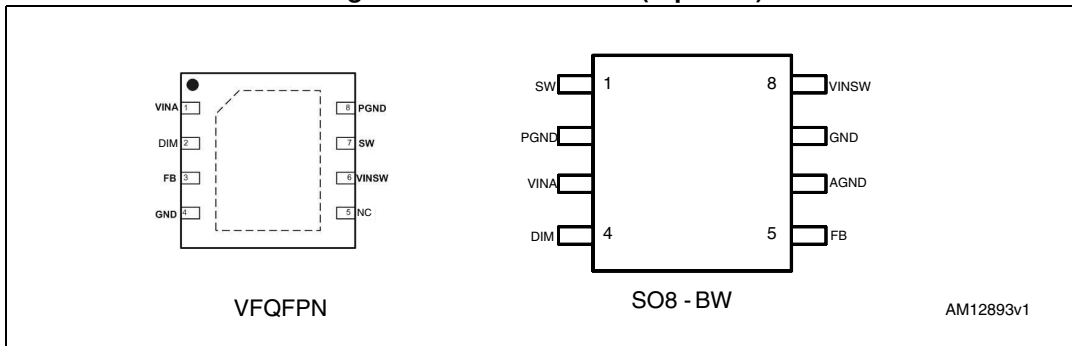 VINA 1 8 PGND
DIM 2 7 SW
FB 3 6 VINSW
GND 4 5 NC
VFQFPN
SW 1 8 VINSW
PGND GND
VINA AGND
DIM 4 5 FB
SO8 - BW
AM12893v1